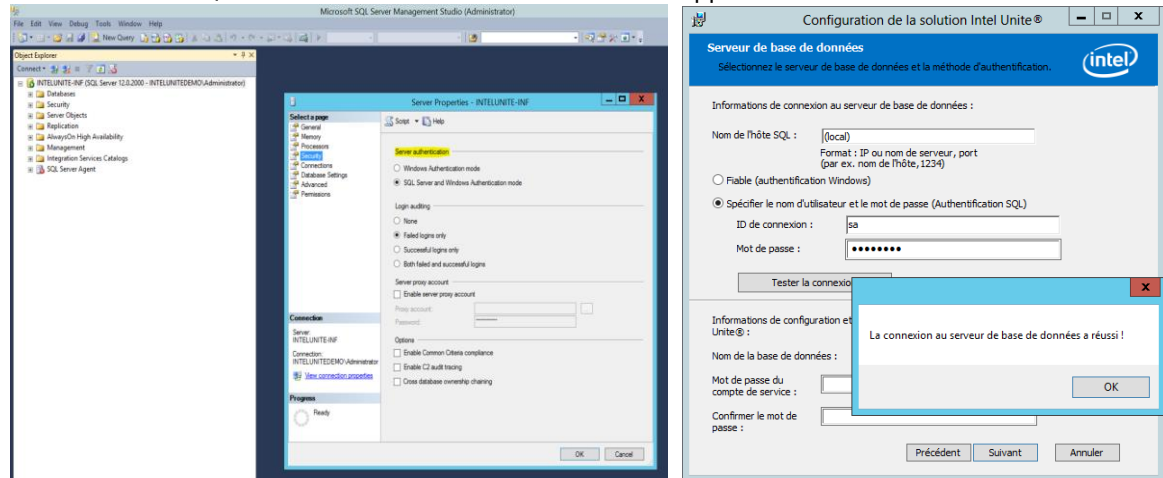 Microsoft SQL Server Management Studio (Administrator)
File Edit View Debug Tools Window Help
New Query
Object Explorer
Connect
INTELUNITE-INF (SQL Server 12.0.2000 - INTELUNITEDEMO\Administrator)
Databases
Security
Server Objects
Replication
AlwaysOn High Availability
Management
Integration Services Catalogs
SQL Server Agent
Server Properties - INTELUNITE-INF
Select a page
General
Memory
Processors
Security
Connections
Database Settings
Advanced
Permissions
Script Help
Server authentication
Windows Authentication mode
SQL Server and Windows Authentication mode
Login auditing
None
Failed logins only
Successful logins only
Both failed and successful logins
Server proxy account
Enable server proxy account
Proxy account:
Password:
Options
Enable Common Criteria compliance
Enable C2 audit tracing
Cross database ownership chaining
Connection
Server:
INTELUNITE-INF
Connection:
INTELUNITEDEMO\Administrator
View connection properties
Progress
Ready
OK Cancel
Configuration de la solution Intel Unite®
Serveur de base de données
Sélectionnez le serveur de base de données et la méthode d'authentification.
intel
Informations de connexion au serveur de base de données :
Nom de l'hôte SQL : (local)
Format : IP ou nom de serveur, port
(par ex. nom de l'hôte,1234)
Fiable (authentification Windows)
Spécifier le nom d'utilisateur et le mot de passe (Authentification SQL)
ID de connexion : sa
Mot de passe : ••••••••
Tester la connexio
Informations de configuration et
Unite® :
Nom de la base de données :
Mot de passe du
compte de service :
Confirmer le mot de
passe :
La connexion au serveur de base de données a réussi !
OK
Précédent Suivant Annuler